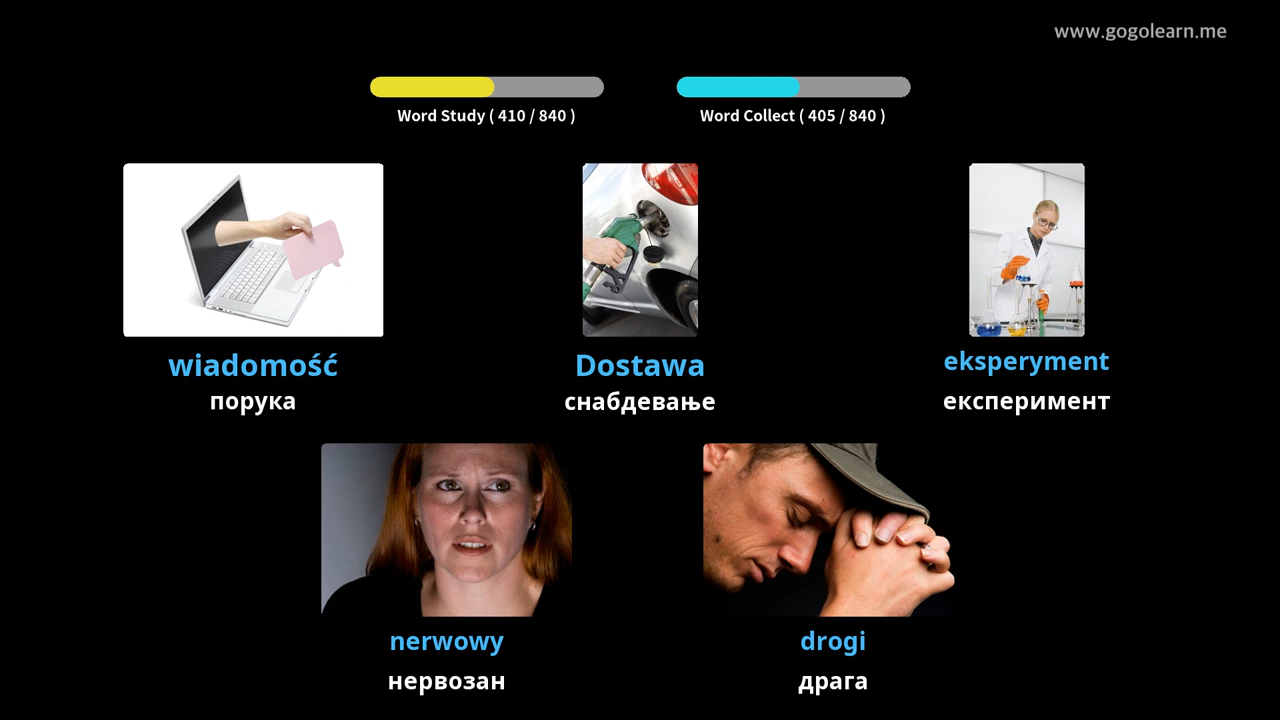 www.gogolearn.me
Word Study ( 410 / 840 )
Word Collect ( 405 / 840 )
wiadomość
порука
Dostawa
снабдевање
eksperyment
експеримент
nerwowy
нервозан
drogi
драга